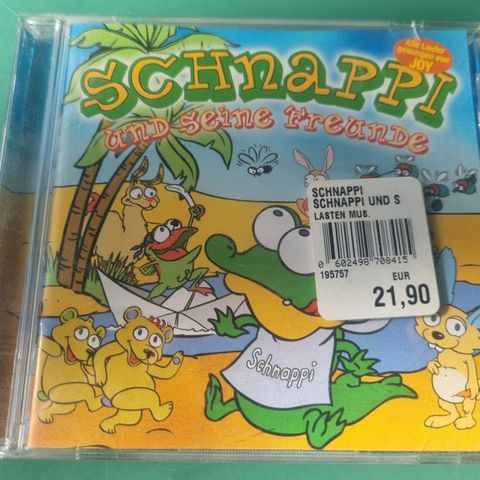 Alle Lieder
gesungen von
JOY
SCHNAPPI
und seine Freunde
SCHNAPPI
SCHNAPPI UND S
LASTEN MUS.
0 602498 708415
195757 EUR
21,90
Schnappi